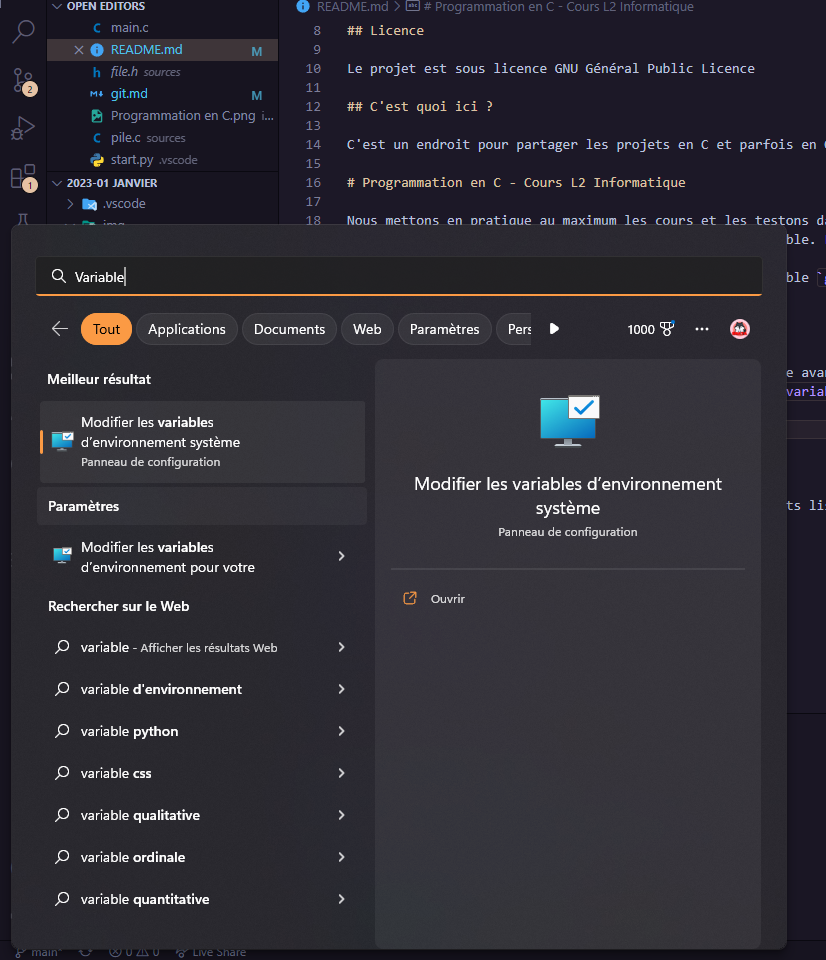 OPEN EDITORS
C main.c
README.md M
h file.h sources
git.md M
Programmation en C.png i...
C pile.c sources
start.py .vscode
2023-01 JANVIER
.vscode
2
1
README.md > # Programmation en C - Cours L2 Informatique
8 ## Licence
9
10 Le projet est sous licence GNU Général Public Licence
11
12 ## C'est quoi ici ?
13
14 C'est un endroit pour partager les projets en C et parfois en
15
16 # Programmation en C - Cours L2 Informatique
17
18 Nous mettons en pratique au maximum les cours et les testons
ble.
ble `
e
ts
Variable
Tout
Applications
Documents
Web
Paramètres
Pers
1000
...
Meilleur résultat
Modifier les variables
d'environnement système
Panneau de configuration
Paramètres
Modifier les variables
d'environnement pour votre
Rechercher sur le Web
variable - Afficher les résultats Web
variable d'environnement
variable python
variable css
variable qualitative
variable ordinale
variable quantitative
Modifier les variables d'environnement
système
Panneau de configuration
Ouvrir
main*
0 0
Live Share